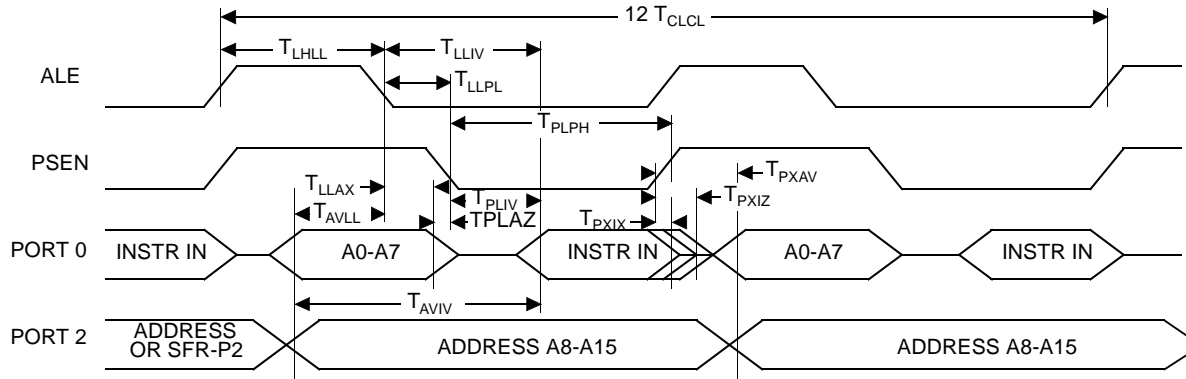 12 TCLCL
TLHLL
TLLIV
ALE
TLLPL
TPLPH
PSEN
TPXAV
TLLAX
TPLIV
TPXIZ
TAVLL
TPLAZ
TPXIX
PORT 0
INSTR IN
A0-A7
INSTR IN
A0-A7
INSTR IN
TAVIV
PORT 2
ADDRESS
OR SFR-P2
ADDRESS A8-A15
ADDRESS A8-A15